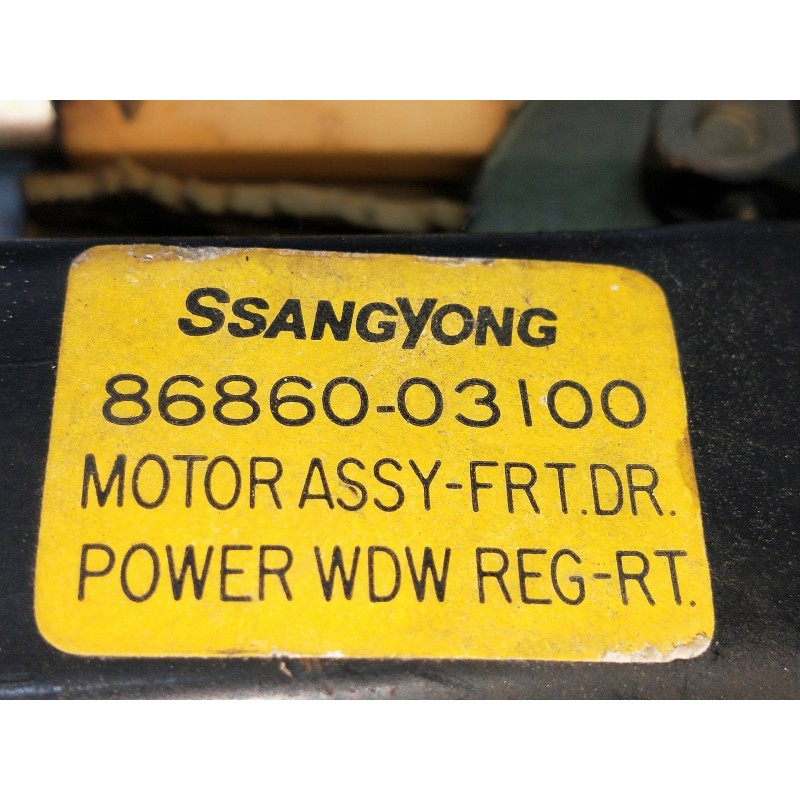 SSANGYONG
86860-03100
MOTOR ASSY-FRT.DR.
POWER WDW REG-RT.